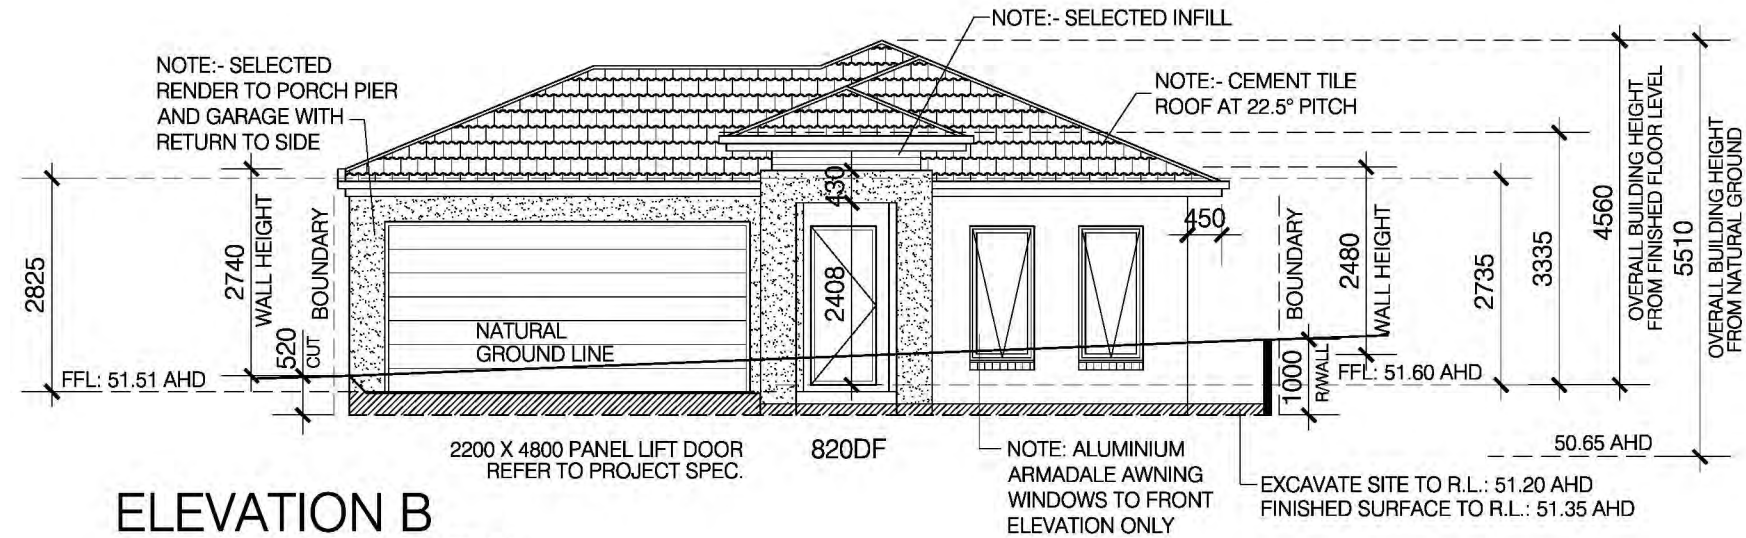 NOTE:- SELECTED INFILL
NOTE:- SELECTED
RENDER TO PORCH PIER
AND GARAGE WITH
RETURN TO SIDE
NOTE:- CEMENT TILE
ROOF AT 22.5° PITCH
2825
2740
WALL HEIGHT
520
CUT
BOUNDARY
430
2408
450
BOUNDARY
1000
R/WALL
2480
WALL HEIGHT
2735
3335
4560
OVERALL BUILDING HEIGHT
FROM FINISHED FLOOR LEVEL
5510
OVERALL BUILDING HEIGHT
FROM NATURAL GROUND
NATURAL
GROUND LINE
FFL: 51.51 AHD
FFL: 51.60 AHD
50.65 AHD
2200 X 4800 PANEL LIFT DOOR
REFER TO PROJECT SPEC.
820DF
NOTE: ALUMINIUM
ARMADALE AWNING
WINDOWS TO FRONT
ELEVATION ONLY
EXCAVATE SITE TO R.L.: 51.20 AHD
FINISHED SURFACE TO R.L.: 51.35 AHD
ELEVATION B